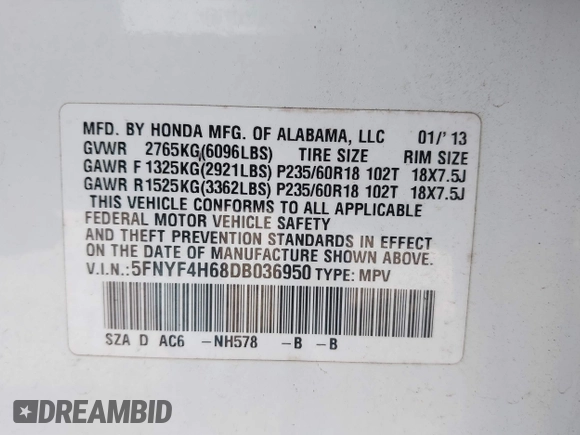 MFD. BY HONDA MFG. OF ALABAMA, LLC 01/'13
GVWR 2765KG(6096LBS) TIRE SIZE RIM SIZE
GAWR F 1325KG(2921LBS) P235/60R18 102T 18X7.5J
GAWR R 1525KG(3362LBS) P235/60R18 102T 18X7.5J
THIS VEHICLE CONFORMS TO ALL APPLICABLE
FEDERAL MOTOR VEHICLE SAFETY
AND THEFT PREVENTION STANDARDS IN EFFECT
ON THE DATE OF MANUFACTURE SHOWN ABOVE.
V.I.N.:5FNYF4H68DB036950 TYPE: MPV
SZA D AC6 -NH578 -B -B
DREAMBID